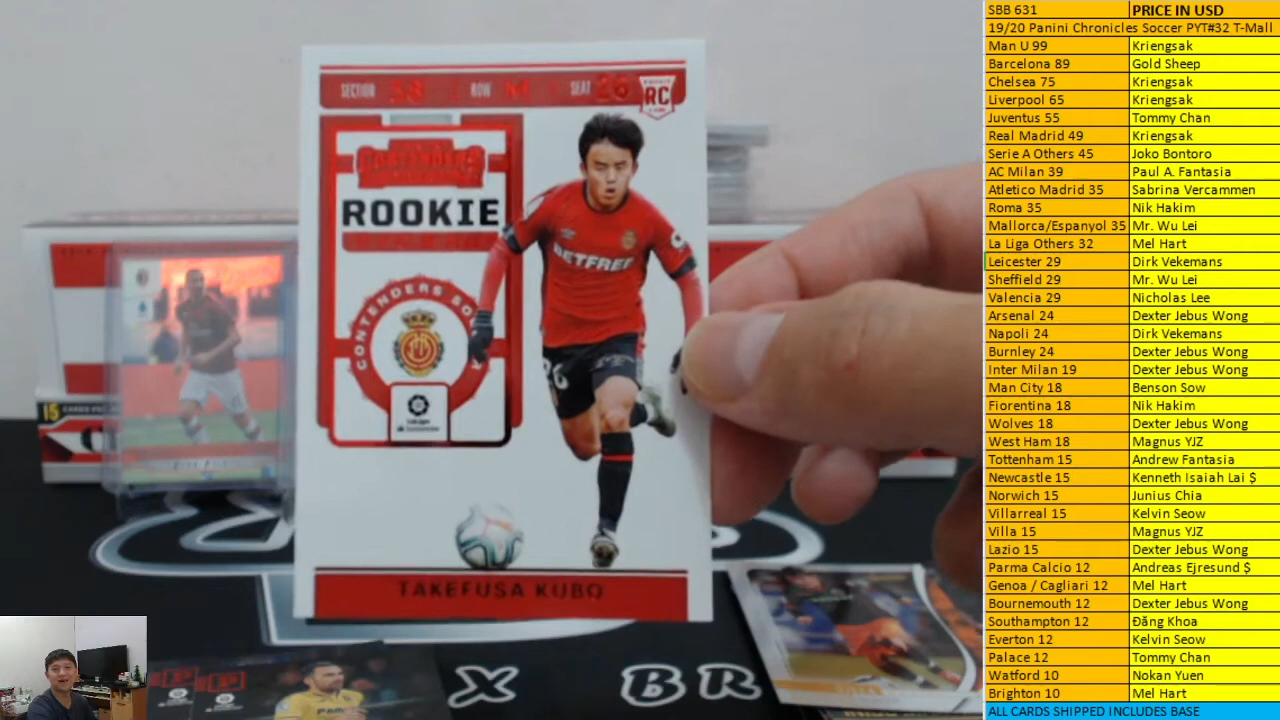 SECTION 38 ROW M SEAT 26
RC
CONTENDERS
ROOKIE
CONTENDERS SO
BETFRED
26
LaLiga
Santander
TAKEFUSA KUBO
15 CARDS
X BR
SBB 631 PRICE IN USD
19/20 Panini Chronicles Soccer PYT#32 T-Mall
Man U 99 Kriengsak
Barcelona 89 Gold Sheep
Chelsea 75 Kriengsak
Liverpool 65 Kriengsak
Juventus 55 Tommy Chan
Real Madrid 49 Kriengsak
Serie A Others 45 Joko Bontoro
AC Milan 39 Paul A. Fantasia
Atletico Madrid 35 Sabrina Vercammen
Roma 35 Nik Hakim
Mallorca/Espanyol 35 Mr. Wu Lei
La Liga Others 32 Mel Hart
Leicester 29 Dirk Vekemans
Sheffield 29 Mr. Wu Lei
Valencia 29 Nicholas Lee
Arsenal 24 Dexter Jebus Wong
Napoli 24 Dirk Vekemans
Burnley 24 Dexter Jebus Wong
Inter Milan 19 Dexter Jebus Wong
Man City 18 Benson Sow
Fiorentina 18 Nik Hakim
Wolves 18 Dexter Jebus Wong
West Ham 18 Magnus YJZ
Tottenham 15 Andrew Fantasia
Newcastle 15 Kenneth Isaiah Lai $
Norwich 15 Junius Chia
Villarreal 15 Kelvin Seow
Villa 15 Magnus YJZ
Lazio 15 Dexter Jebus Wong
Parma Calcio 12 Andreas Ejresund $
Genoa / Cagliari 12 Mel Hart
Bournemouth 12 Dexter Jebus Wong
Southampton 12 Đăng Khoa
Everton 12 Kelvin Seow
Palace 12 Tommy Chan
Watford 10 Nokan Yuen
Brighton 10 Mel Hart
ALL CARDS SHIPPED INCLUDES BASE